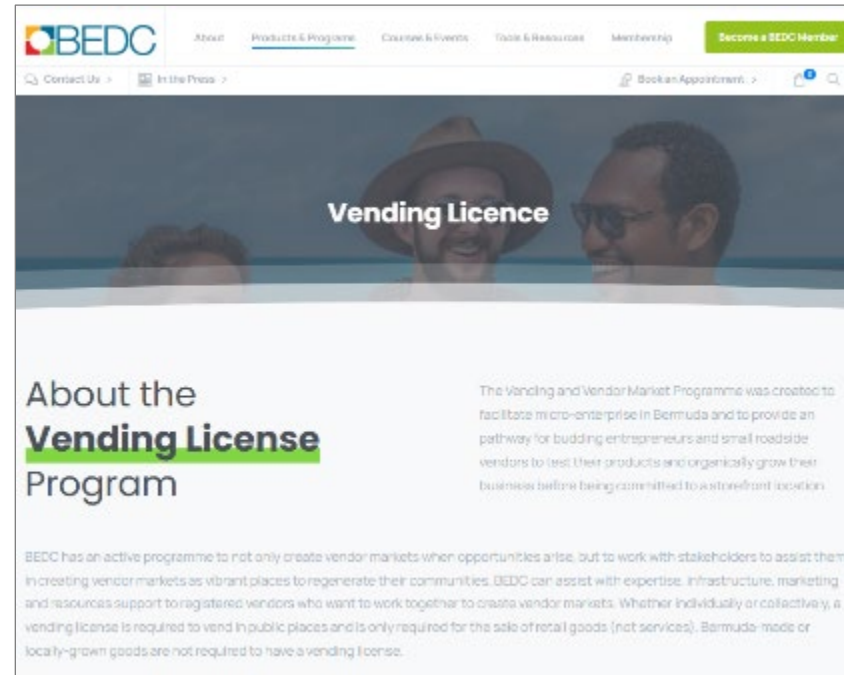 BEDC
About Products & Programs Courses & Events Tools & Resources Membership Become a BEDC Member
Contact Us > In the Press > Book an Appointment > 0
Vending Licence
About the
Vending License
Program
The Vending and Vendor Market Programme was created to
facilitate micro-enterprise in Bermuda and to provide an
pathway for budding entrepreneurs and small roadside
vendors to test their products and organically grow their
business before being committed to a storefront location
BEDC has an active programme to not only create vendor markets when opportunities arise, but to work with stakeholders to assist them
in creating vendor markets as vibrant places to regenerate their communities. BEDC can assist with expertise, infrastructure, marketing
and resources support to registered vendors who want to work together to create vendor markets. Whether individually or collectively, a
vending license is required to vend in public places and is only required for the sale of retail goods (not services). Bermuda-made or
locally-grown goods are not required to have a vending license.